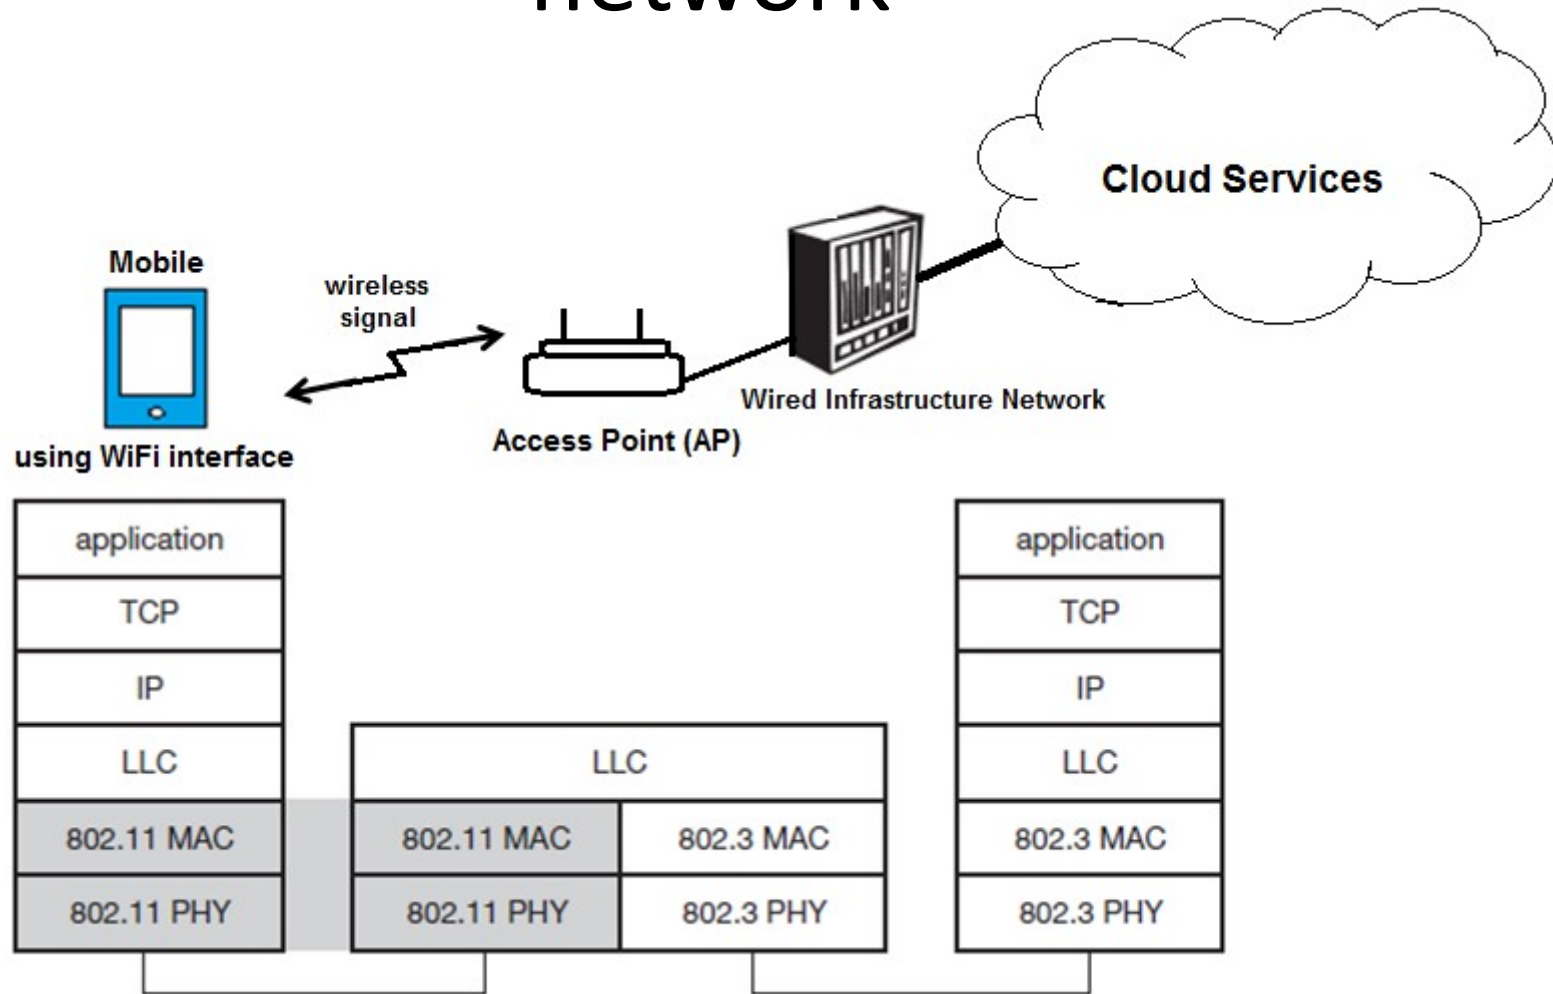 network
Cloud Services
Mobile
wireless
signal
Wired Infrastructure Network
Access Point (AP)
using WiFi interface
application
TCP
IP
LLC
802.11 MAC
802.11 PHY
LLC
802.11 MAC
802.3 MAC
802.11 PHY
802.3 PHY
application
TCP
IP
LLC
802.3 MAC
802.3 PHY